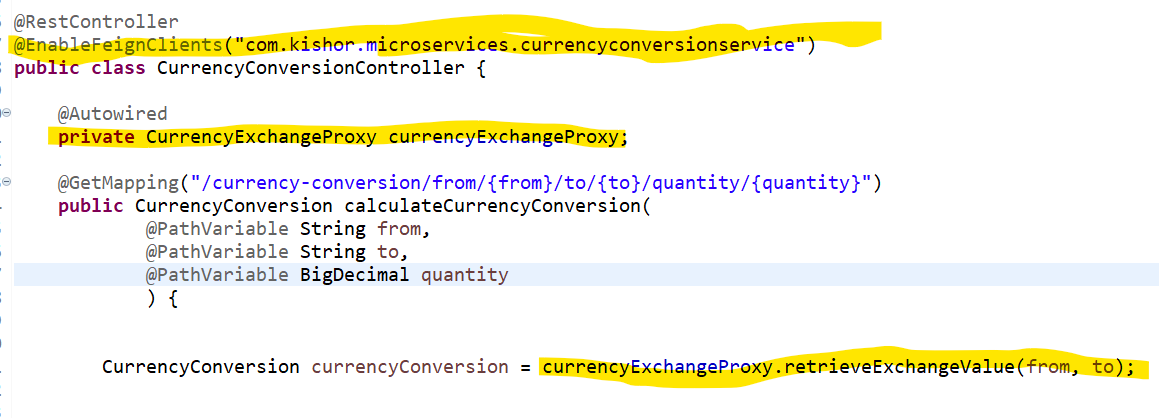 @RestController
@EnableFeignClients("com.kishor.microservices.currencyconversionservice")
public class CurrencyConversionController {
@Autowired
private CurrencyExchangeProxy currencyExchangeProxy;
@GetMapping("/currency-conversion/from/{from}/to/{to}/quantity/{quantity}")
public CurrencyConversion calculateCurrencyConversion(
@PathVariable String from,
@PathVariable String to,
@PathVariable BigDecimal quantity
) {
CurrencyConversion currencyConversion = currencyExchangeProxy.retrieveExchangeValue(from, to);